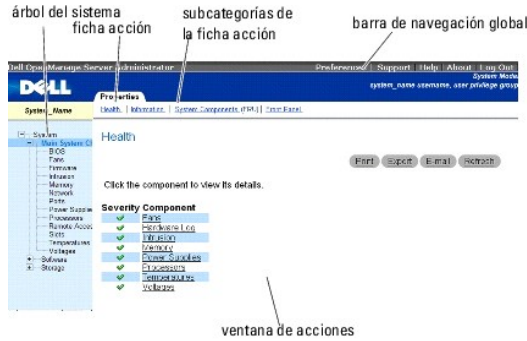 árbol del sistema
ficha acción
subcategorías de
la ficha acción
barra de navegación global
Dell OpenManage Server Administrator
Preferences | Support | Help | About | Log Out
DELL
System Model
system_name username, user privilege group
Properties
System_Name
Health | Information | System Components (FRU) | Front Panel
System
Main System Ch
BIOS
Fans
Firmware
Intrusion
Memory
Network
Ports
Power Supplie
Processors
Remote Acces
Slots
Temperatures
Voltages
Software
Storage
Health
Print Export E-mail Refresh
Click the component to view its details.
Severity Component
Fans
Hardware Log
Intrusion
Memory
Power Supplies
Processors
Temperatures
Voltages
ventana de acciones